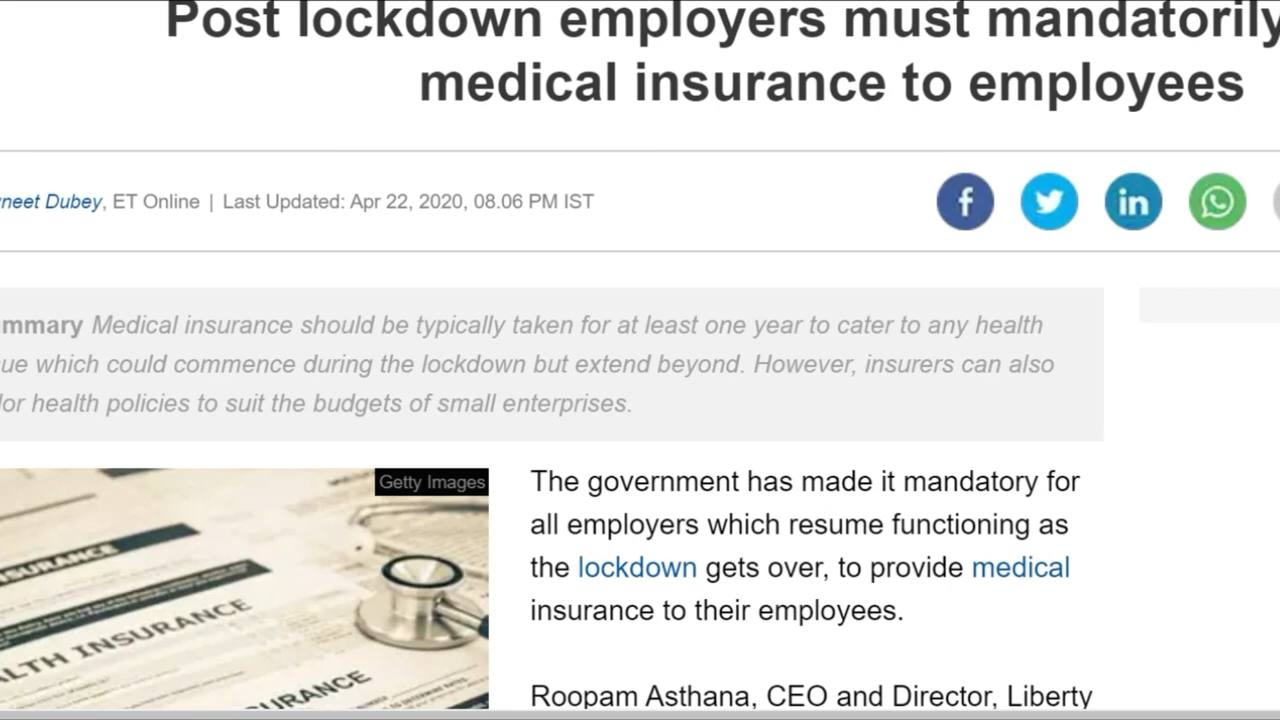 Post lockdown employers must mandatorily
medical insurance to employees
neet Dubey, ET Online | Last Updated: Apr 22, 2020, 08.06 PM IST
f
in
mmary Medical insurance should be typically taken for at least one year to cater to any health
ue which could commence during the lockdown but extend beyond. However, insurers can also
lor health policies to suit the budgets of small enterprises.
Getty Images
NSURANCE
ALTH INSURANCE
URANCE
The government has made it mandatory for
all employers which resume functioning as
the lockdown gets over, to provide medical
insurance to their employees.
Roopam Asthana, CEO and Director, Liberty